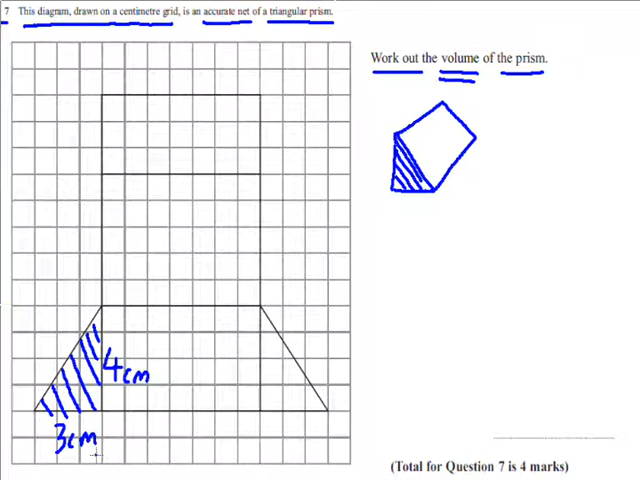 7 This diagram, drawn on a centimetre grid, is an accurate net of a triangular prism.
Work out the volume of the prism.
4cm
3cm
(Total for Question 7 is 4 marks)